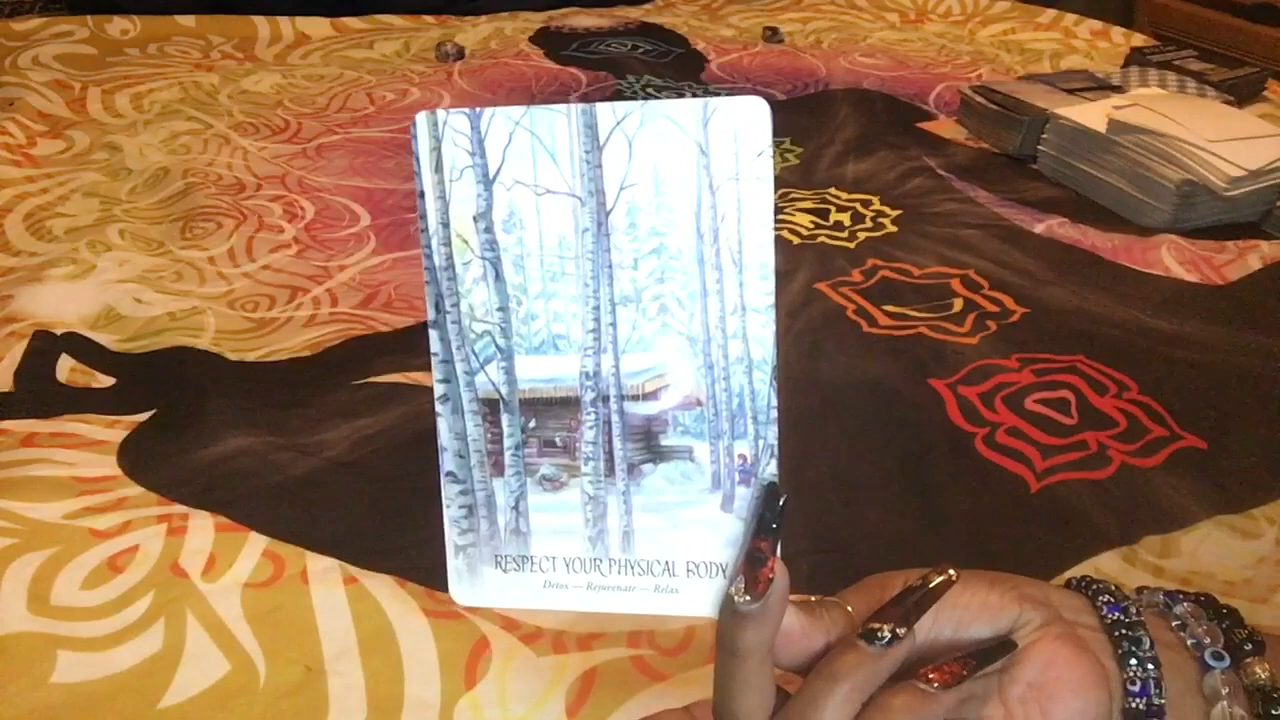 RESPECT YOUR PHYSICAL BODY
Detox — Rejuvenate — Relax